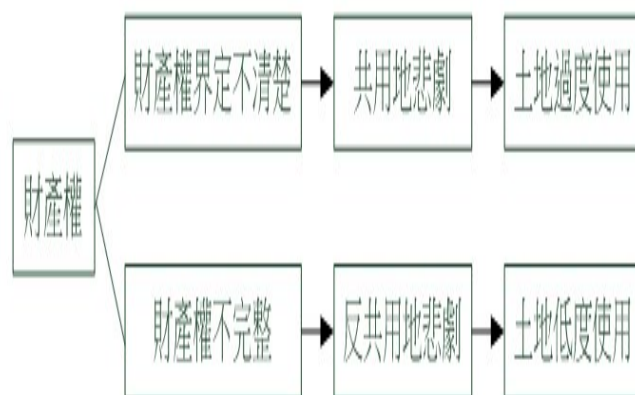 財產權界定不清楚
共用地悲劇
土地過度使用
財產權
財產權不完整
反共用地悲劇
土地低度使用